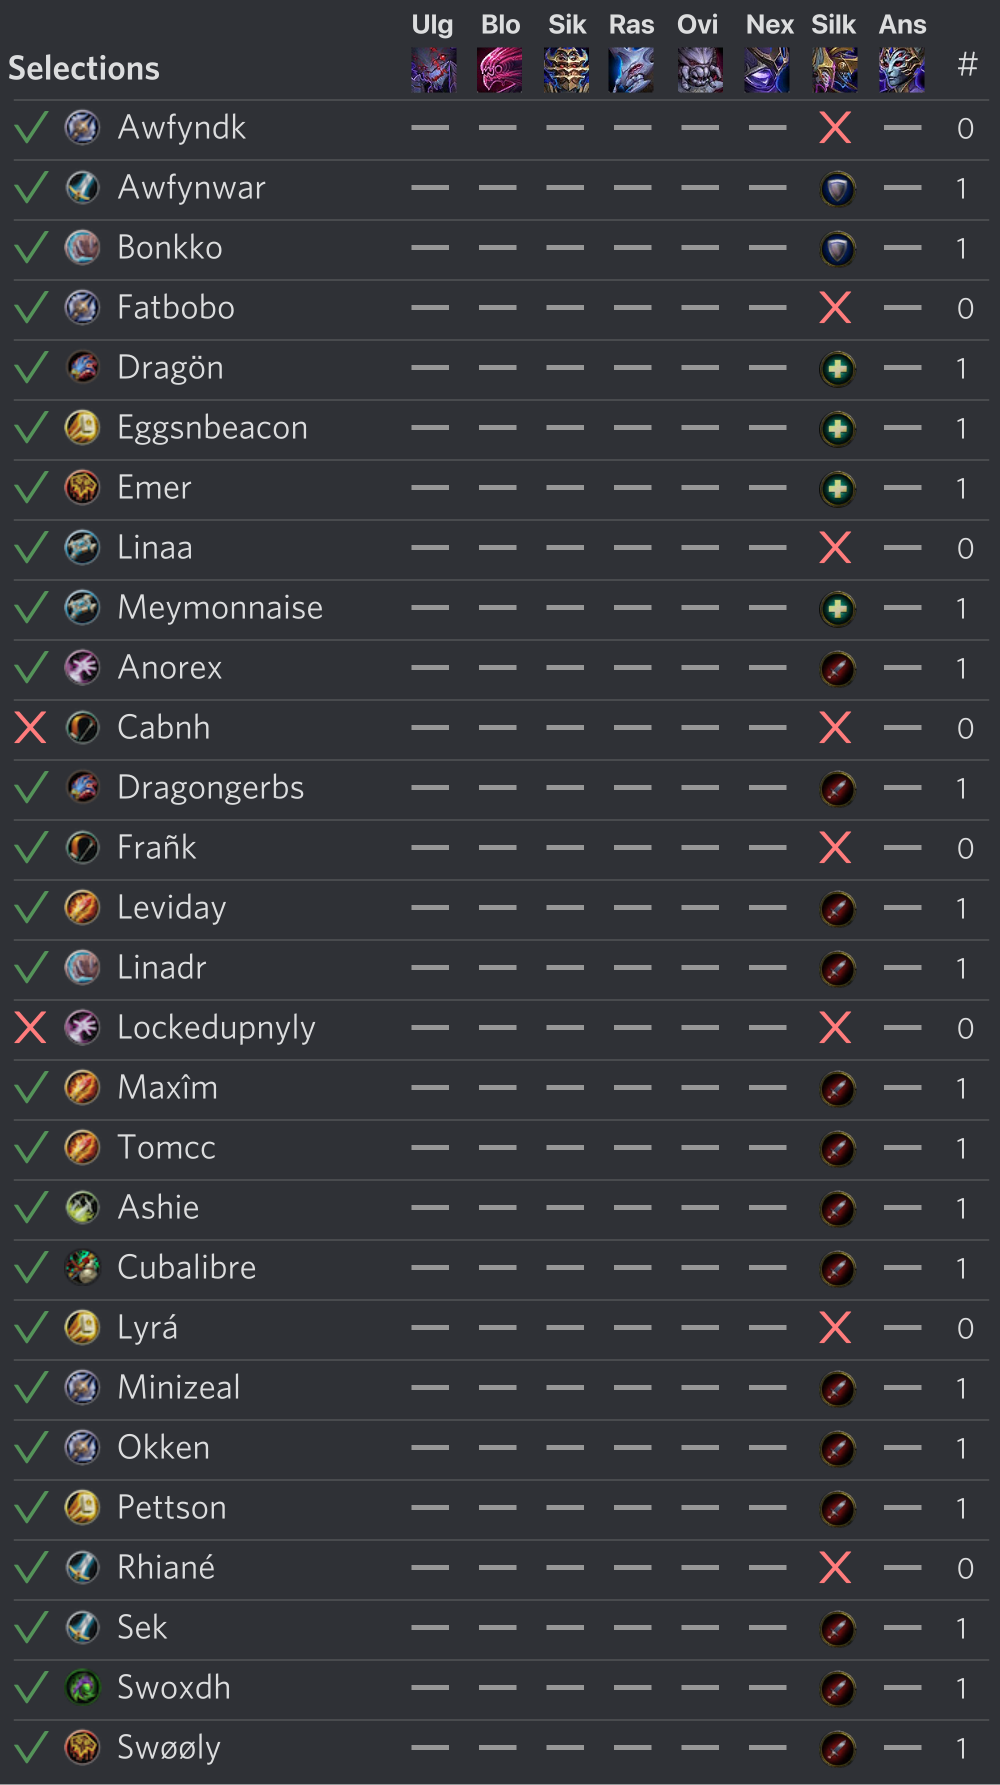 Ulg Blo Sik Ras Ovi Nex Silk Ans
Selections #
Awfyndk 0
Awfynwar 1
Bonkko 1
Fatbobo 0
Dragön 1
Eggsnbeacon 1
Emer 1
Linaa 0
Meymonnaise 1
Anorex 1
Cabnh 0
Dragongerbs 1
Frañk 0
Leviday 1
Linadr 1
Lockedupnyly 0
Maxîm 1
Tomcc 1
Ashie 1
Cubalibre 1
Lyrá 0
Minizeal 1
Okken 1
Pettson 1
Rhiané 0
Sek 1
Swoxdh 1
Swøøly 1